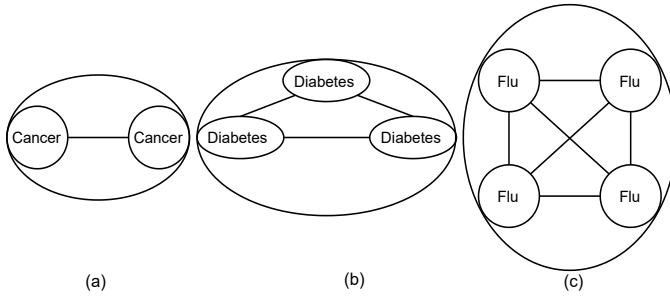 Diabetes
Flu Flu
Cancer Cancer
Diabetes Diabetes
Flu Flu
(a) (b) (c)